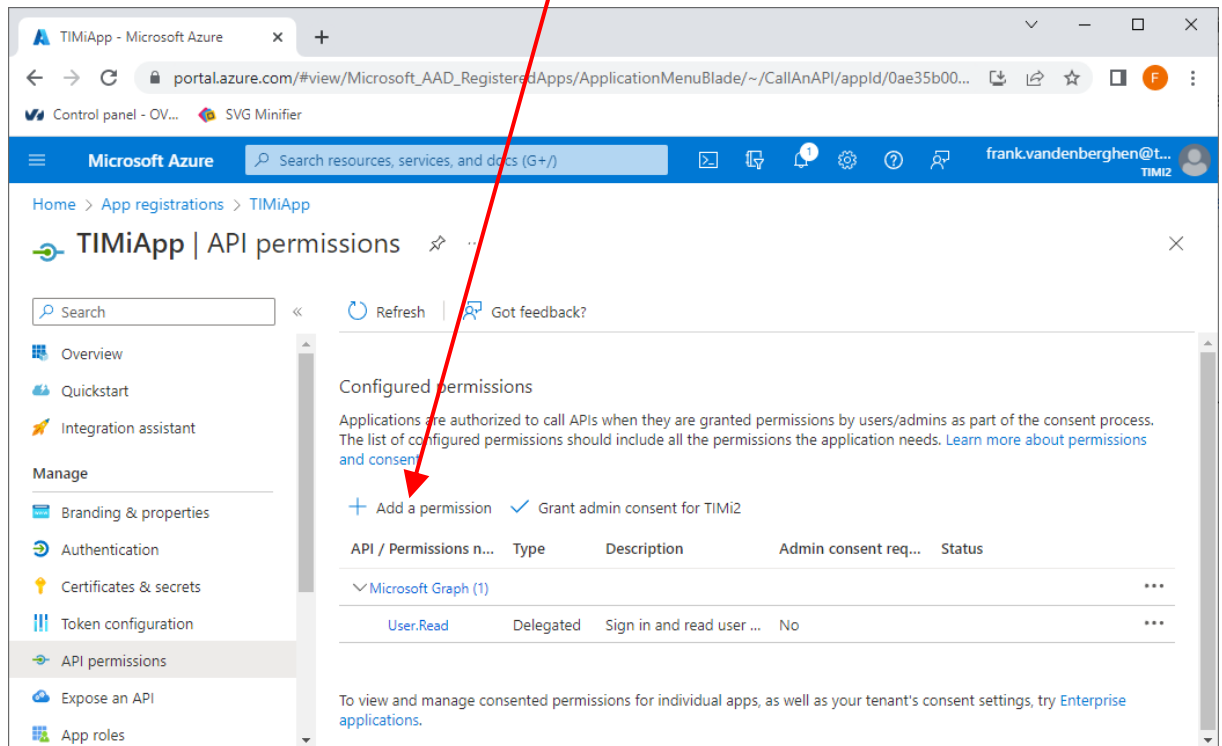 TIMiApp - Microsoft Azure
portal.azure.com/#view/Microsoft_AAD_RegisteredApps/ApplicationMenuBlade/~/CallAnAPI/appId/0ae35b00...
F
Control panel - OV... SVG Minifier
Microsoft Azure
Search resources, services, and docs (G+/)
1
frank.vandenberghen@t...
TIMI2
Home > App registrations > TIMiApp
TIMiApp | API permissions ...
Search
«
Refresh Got feedback?
Overview
Quickstart
Integration assistant
Manage
Branding & properties
Authentication
Certificates & secrets
Token configuration
API permissions
Expose an API
App roles
Configured permissions
Applications are authorized to call APIs when they are granted permissions by users/admins as part of the consent process.
The list of configured permissions should include all the permissions the application needs. Learn more about permissions
and consent
Add a permission Grant admin consent for TIMi2
API / Permissions n... Type Description Admin consent req... Status
Microsoft Graph (1) ...
User.Read Delegated Sign in and read user ... No ...
To view and manage consented permissions for individual apps, as well as your tenant's consent settings, try Enterprise
applications.